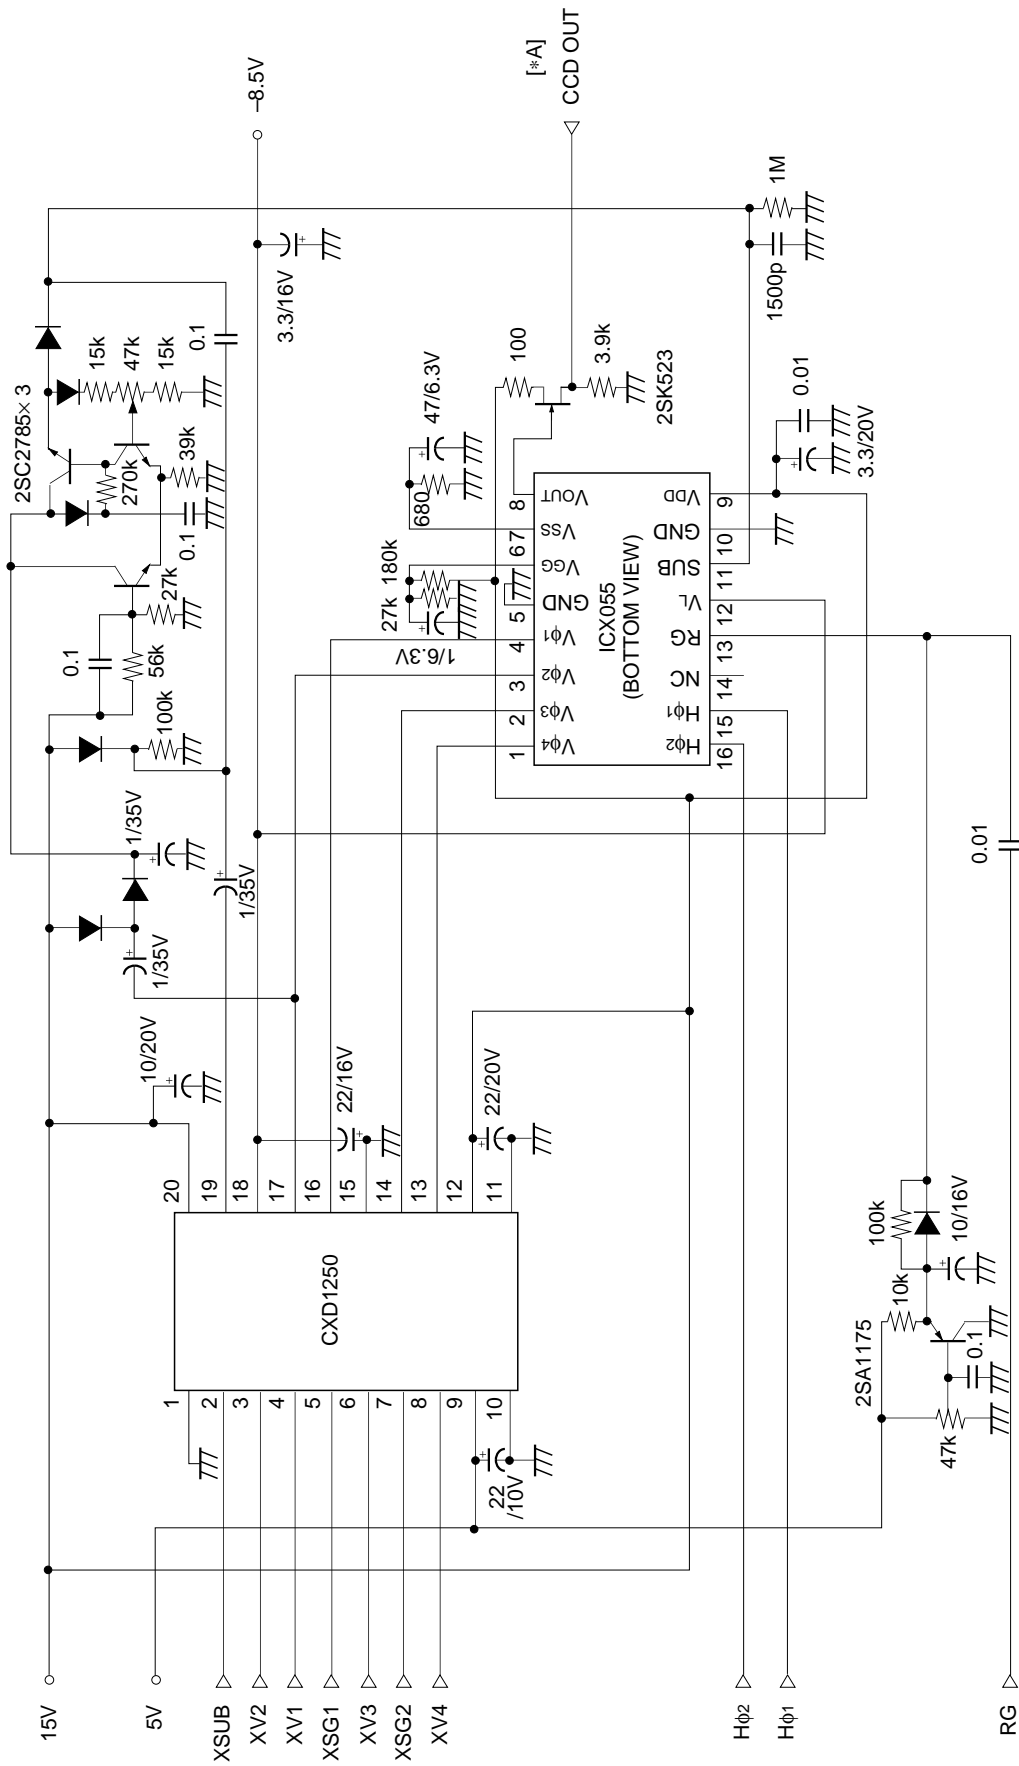 15V
5V
XSUB
XV2
XV1
XSG1
XV3
XSG2
XV4
Hϕ2
Hϕ1
RG
1
2
3
4
5
6
7
8
9
10
CXD1250
20
19
18
17
16
15
14
13
12
11
22
/10V
10/20V
22/16V
22/20V
1/35V
1/35V
1/35V
100k
0.1
56k
27k
0.1
270k
39k
2SC2785× 3
15k
47k
15k
0.1
–8.5V
3.3/16V
[*A]
CCD OUT
1/6.3V
27k
180k
680
47/6.3V
100
3.9k
2SK523
ICX055
(BOTTOM VIEW)
1
2
3
4
5
6
7
8
Vϕ4
Vϕ3
Vϕ2
Vϕ1
GND
VGG
VSS
VOUT
Hϕ2
Hϕ1
NC
RG
VL
SUB
GND
VDD
16
15
14
13
12
11
10
9
1M
1500p
0.01
3.3/20V
0.01
2SA1175
47k
0.1
10k
100k
10/16V